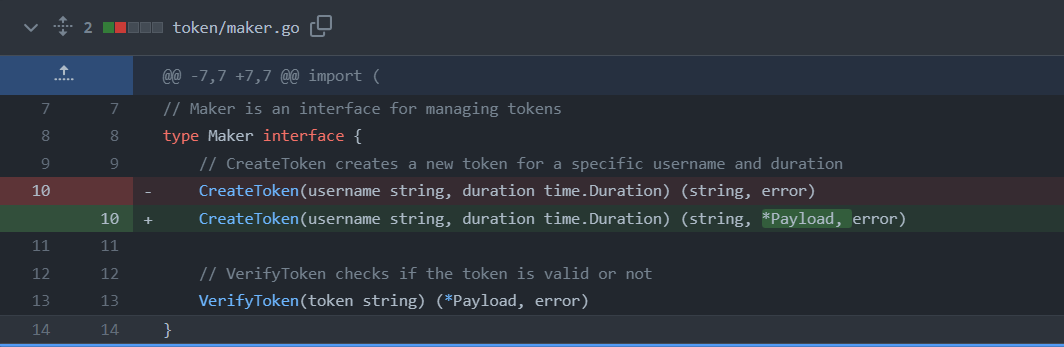 2 token/maker.go
@@ -7,7 +7,7 @@ import (
7 7 // Maker is an interface for managing tokens
8 8 type Maker interface {
9 9 // CreateToken creates a new token for a specific username and duration
10 - CreateToken(username string, duration time.Duration) (string, error)
10 + CreateToken(username string, duration time.Duration) (string, *Payload, error)
11 11
12 12 // VerifyToken checks if the token is valid or not
13 13 VerifyToken(token string) (*Payload, error)
14 14 }